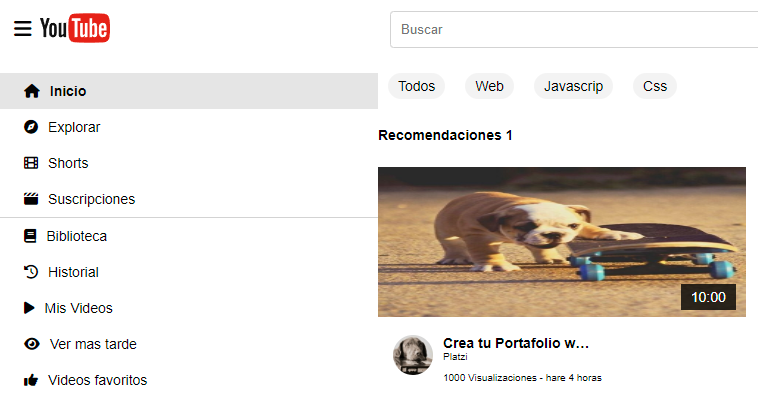 YouTube
Buscar
Inicio
Explorar
Shorts
Suscripciones
Biblioteca
Historial
Mis Videos
Ver mas tarde
Videos favoritos
Todos Web Javascrip Css
Recomendaciones 1
10:00
Crea tu Portafolio w...
Platzi
1000 Visualizaciones - hare 4 horas